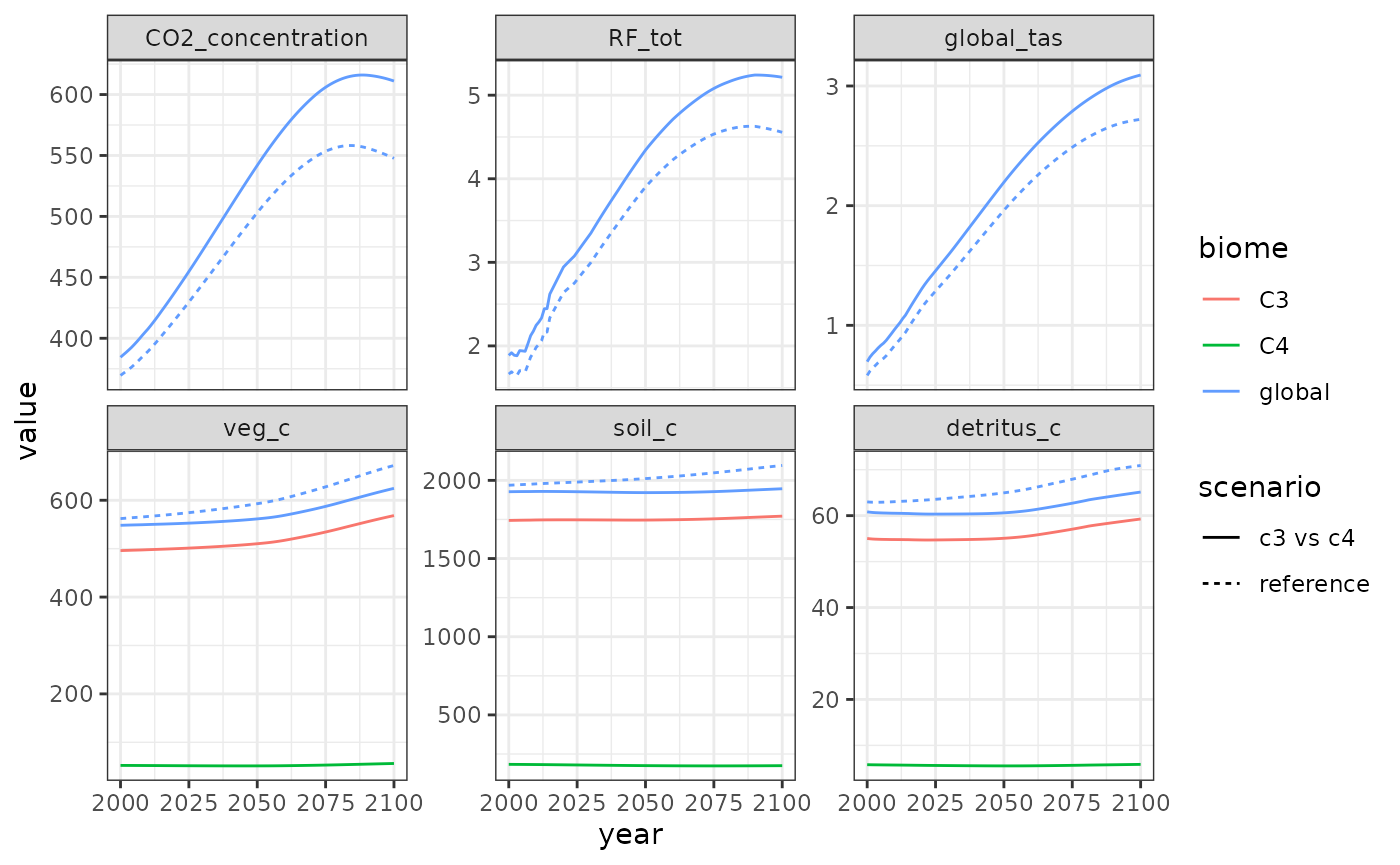 CO2_concentration
RF_tot
global_tas
600
550
500
450
400
5
4
3
2
3
2
1
veg_c
soil_c
detritus_c
600
400
200
2000
1500
1000
500
60
40
20
2000 2025 2050 2075 2100
2000 2025 2050 2075 2100
2000 2025 2050 2075 2100
year
value
biome
C3
C4
global
scenario
c3 vs c4
reference